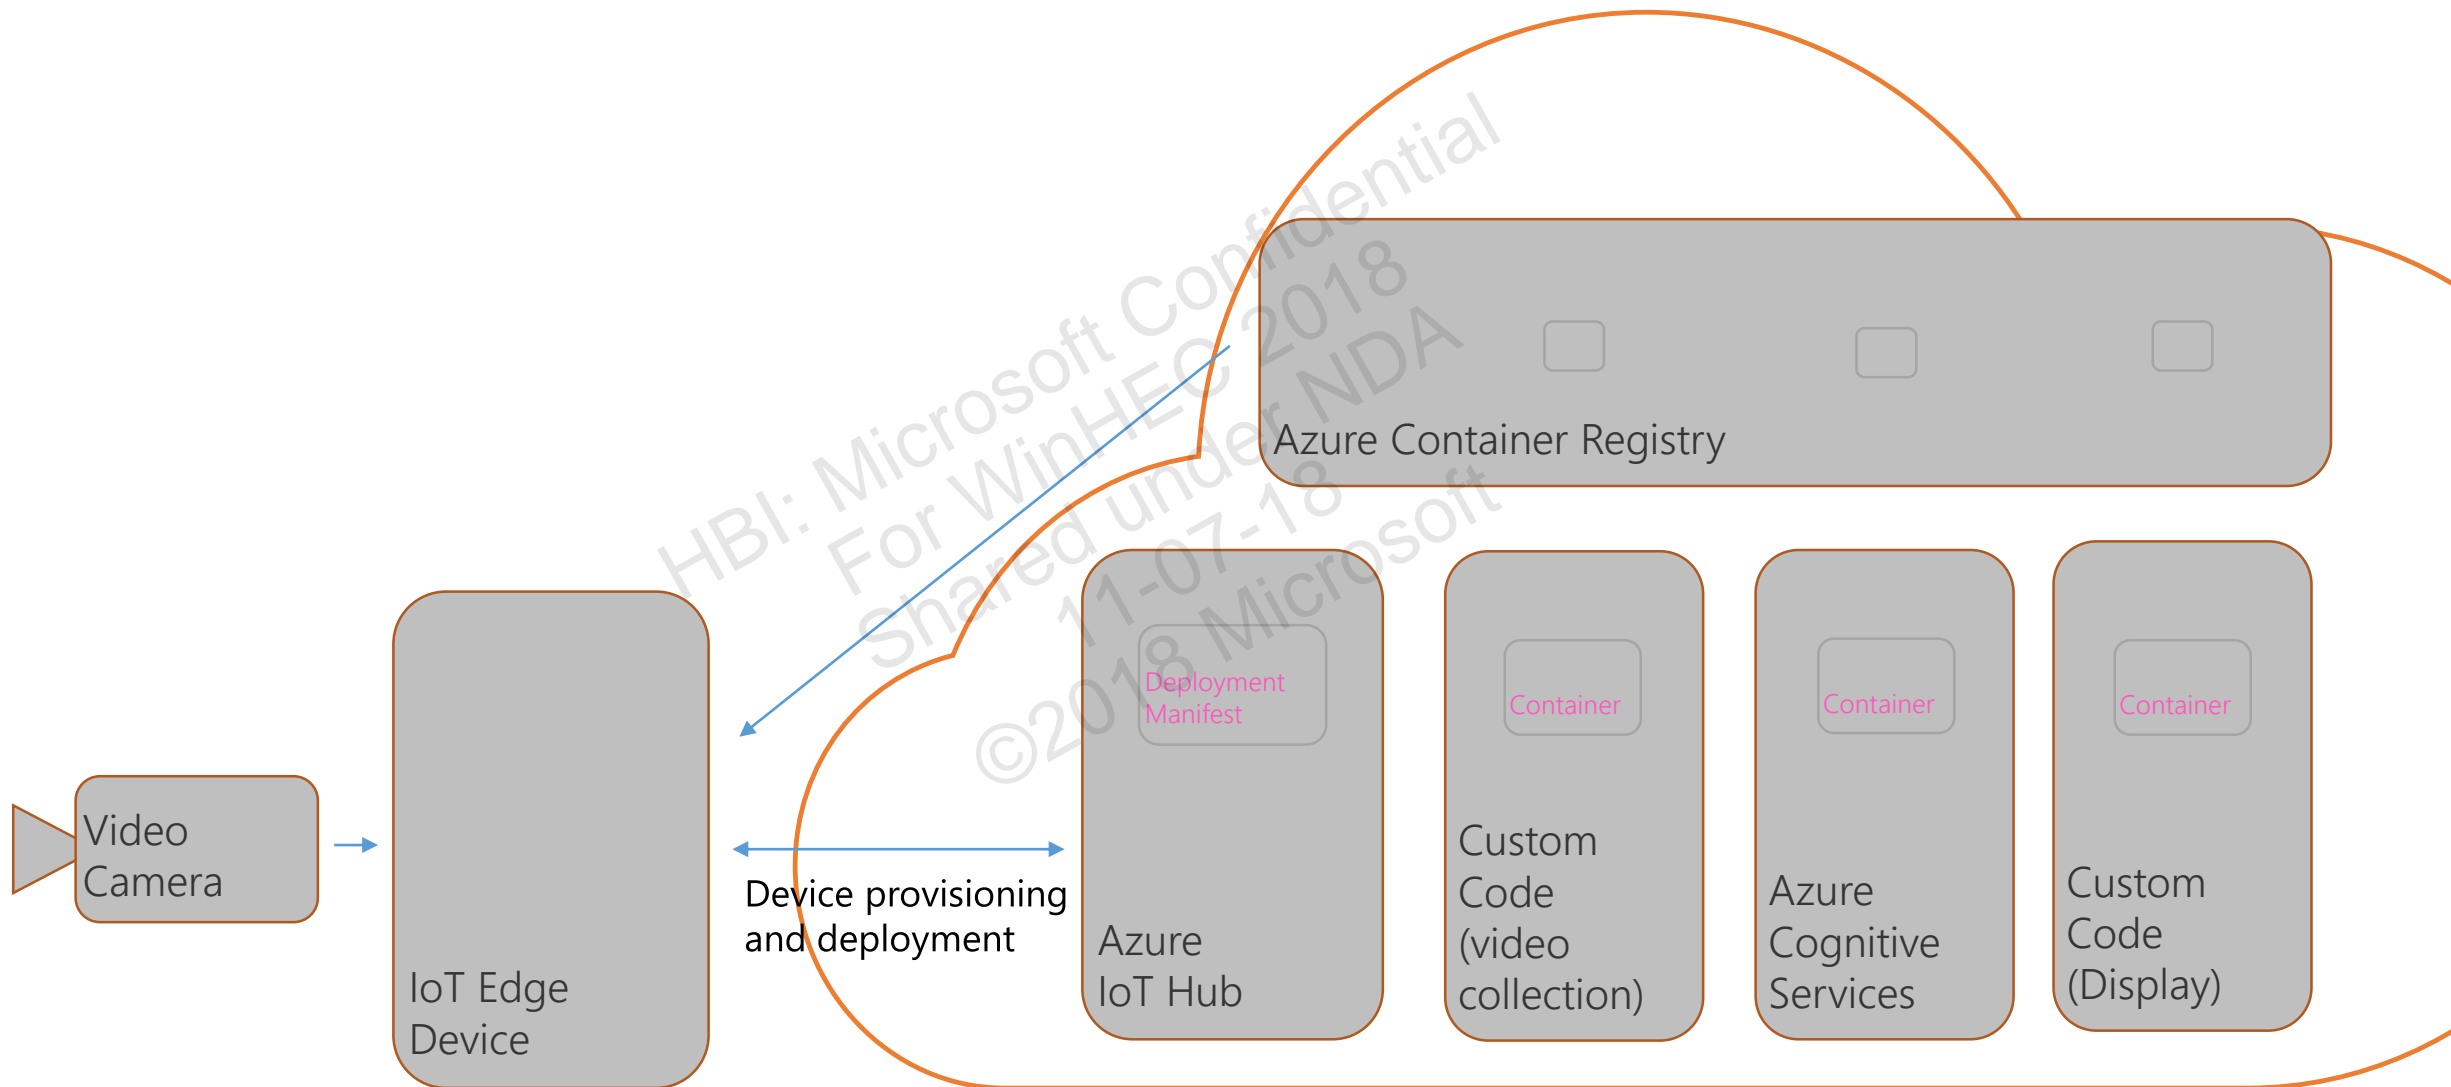 HBI: Microsoft Confidential
For WinHEC 2018
Shared under NDA
11-07-18
©2018 Microsoft
Azure Container Registry
Video
Camera
IoT Edge
Device
Device provisioning
and deployment
Deployment
Manifest
Azure
IoT Hub
Container
Custom
Code
(video
collection)
Container
Azure
Cognitive
Services
Container
Custom
Code
(Display)